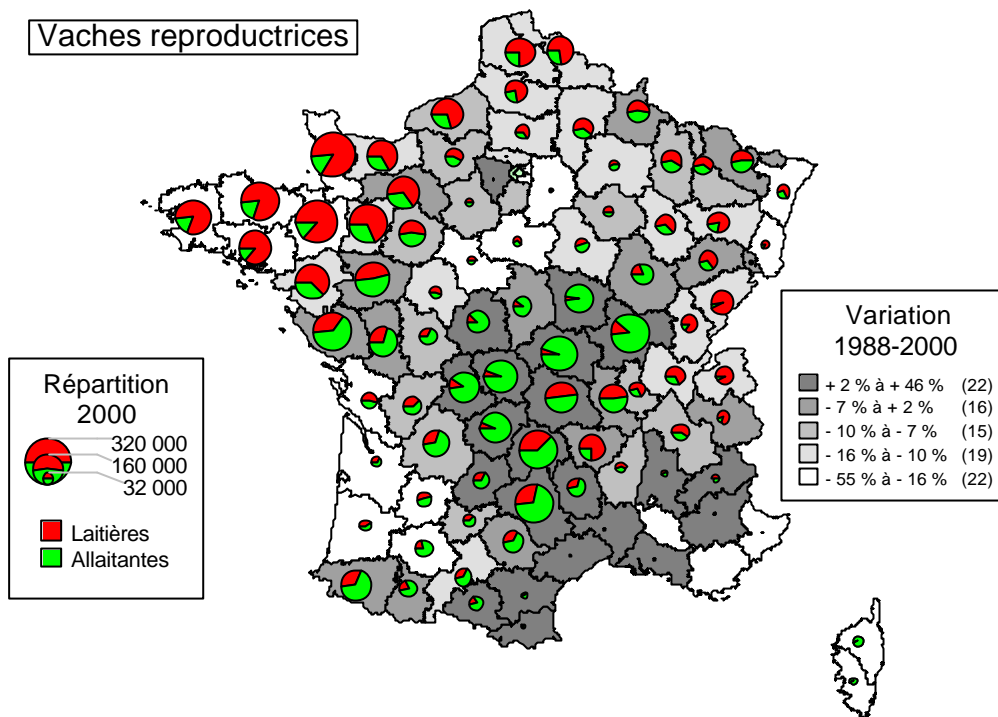 Vaches reproductrices
Répartition
2000
320 000
160 000
32 000
Laitières
Allaitantes
Variation
1988-2000
+ 2 % à + 46 % (22)
- 7 % à + 2 % (16)
- 10 % à - 7 % (15)
- 16 % à - 10 % (19)
- 55 % à - 16 % (22)